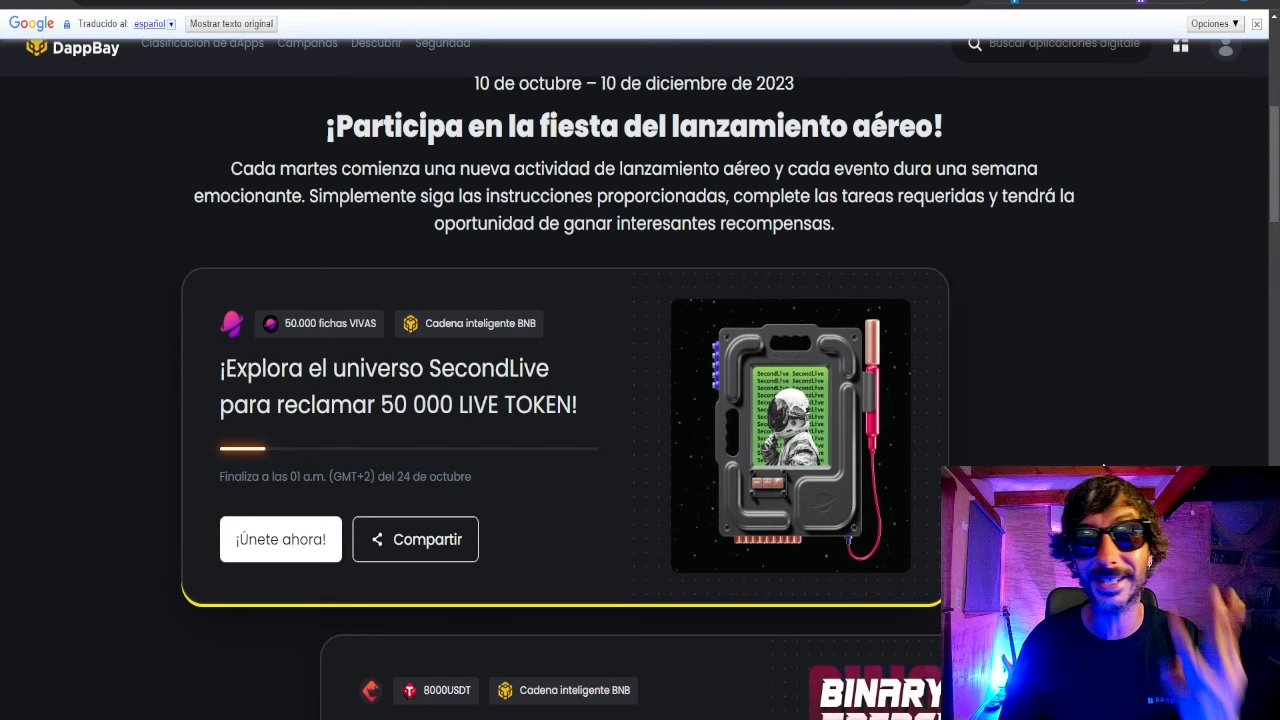 Google Traducido al: español Mostrar texto original Opciones ▼
DappBay Clasificación de dApps Campañas Descubrir Seguridad Buscar aplicaciones digitale
10 de octubre – 10 de diciembre de 2023
¡Participa en la fiesta del lanzamiento aéreo!
Cada martes comienza una nueva actividad de lanzamiento aéreo y cada evento dura una semana
emocionante. Simplemente siga las instrucciones proporcionadas, complete las tareas requeridas y tendrá la
oportunidad de ganar interesantes recompensas.
50.000 fichas VIVAS Cadena inteligente BNB
¡Explora el universo SecondLive
para reclamar 50 000 LIVE TOKEN!
Finaliza a las 01 a.m. (GMT+2) del 24 de octubre
¡Únete ahora! Compartir
SecondLive SecondLive
8000USDT Cadena inteligente BNB
BINARY